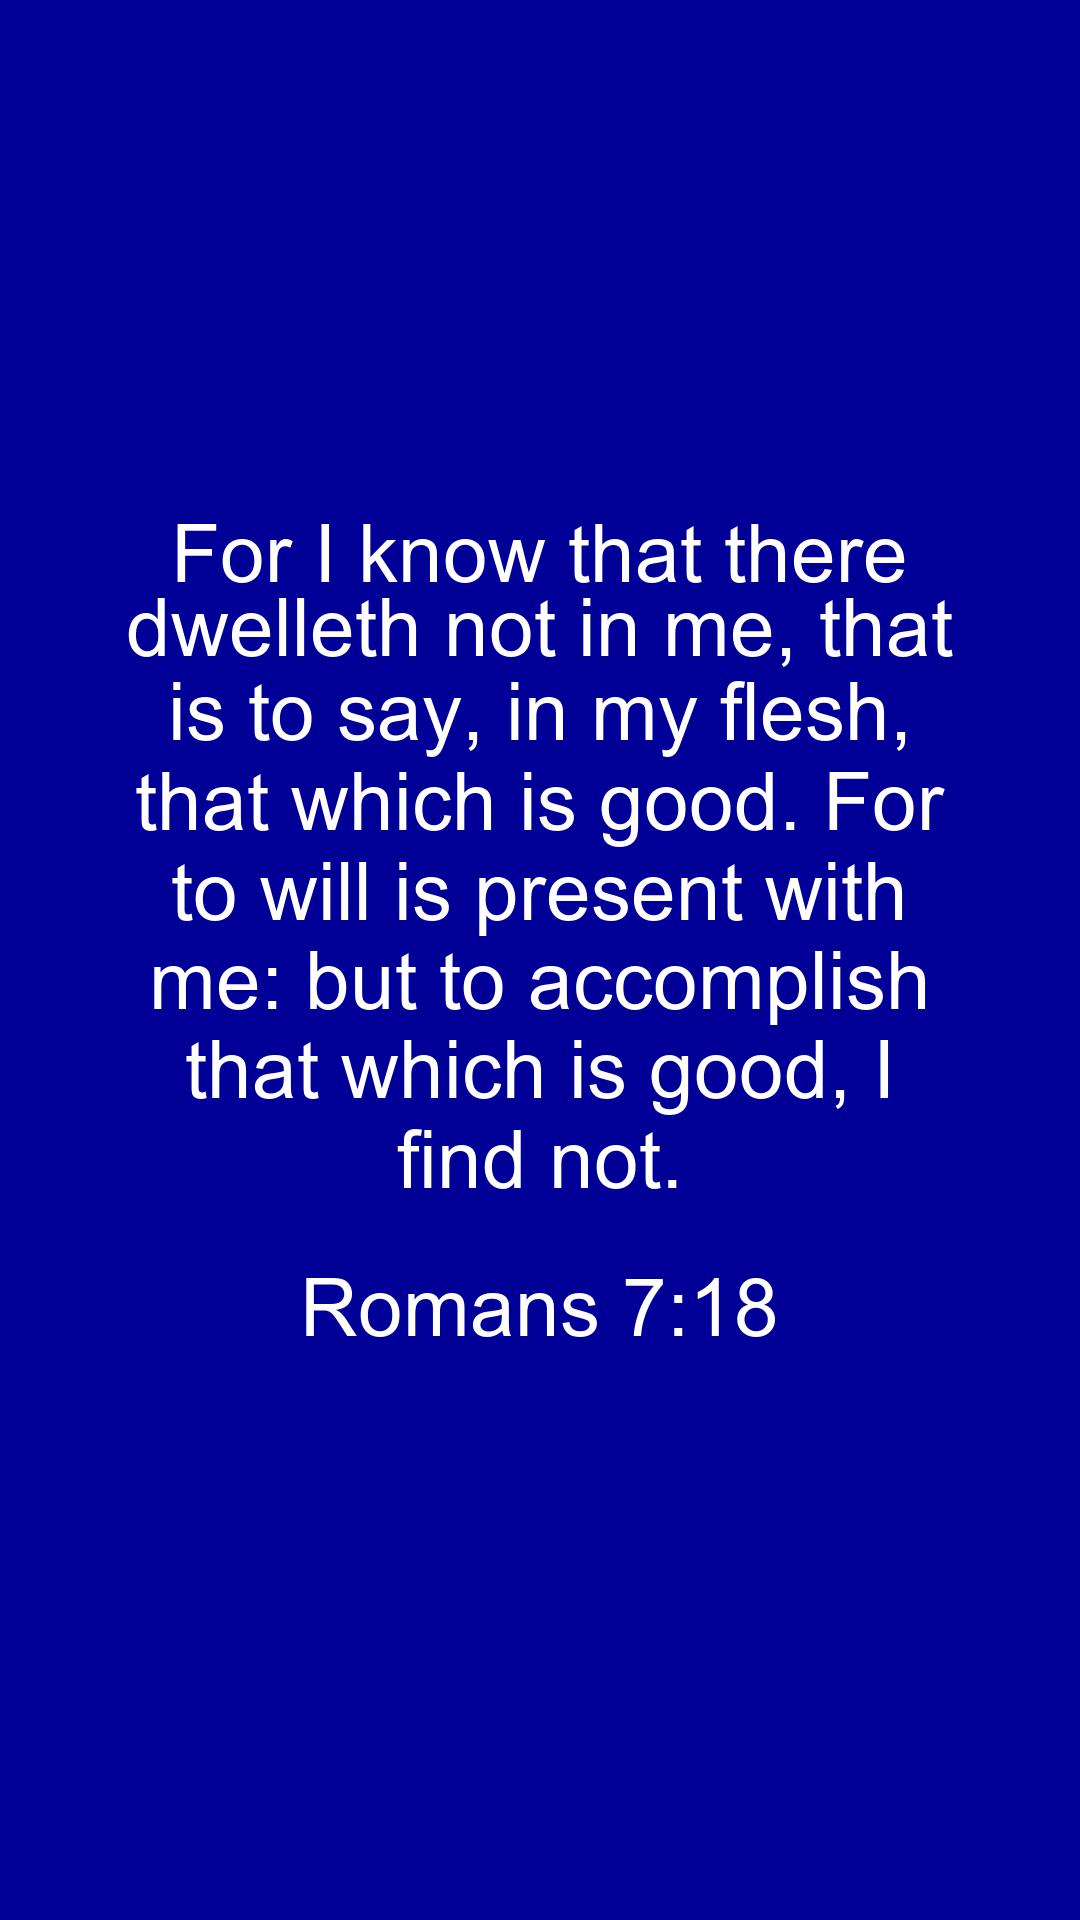 For I know that there
dwelleth not in me, that
is to say, in my flesh,
that which is good. For
to will is present with
me: but to accomplish
that which is good, I
find not.
Romans 7:18